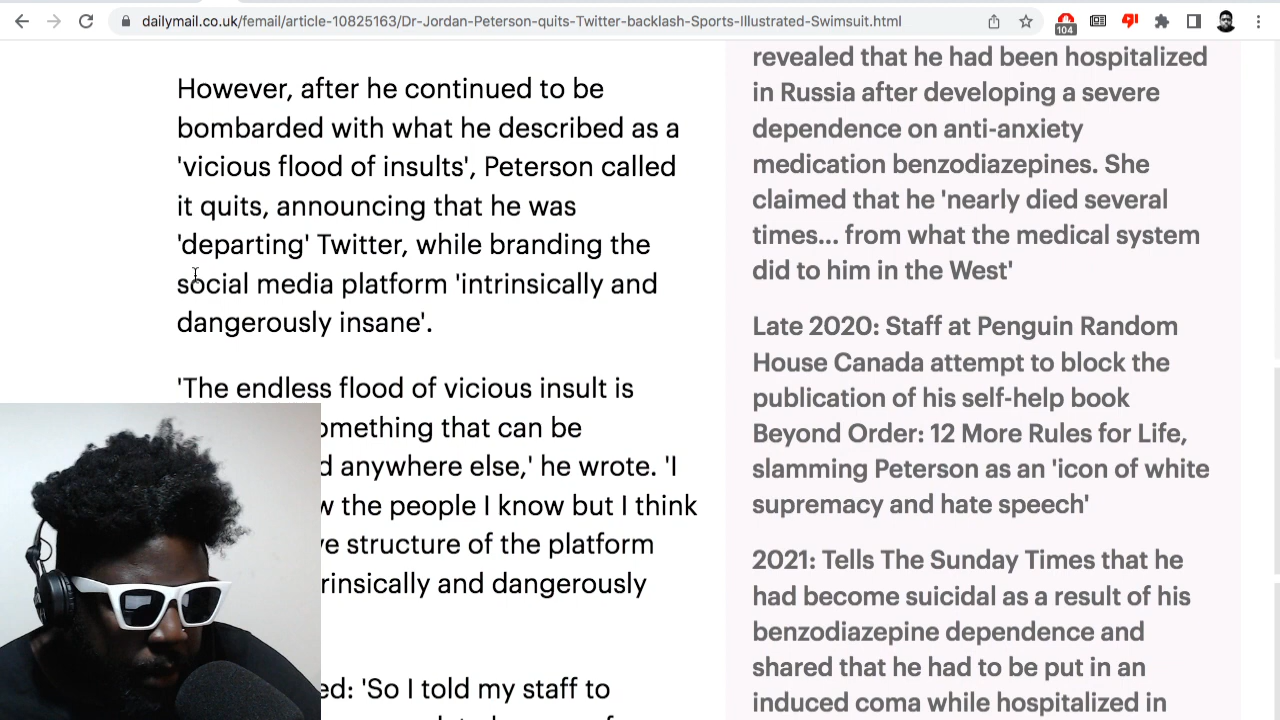 dailymail.co.uk/femail/article-10825163/Dr-Jordan-Peterson-quits-Twitter-backlash-Sports-Illustrated-Swimsuit.html
104
However, after he continued to be
bombarded with what he described as a
'vicious flood of insults', Peterson called
it quits, announcing that he was
'departing' Twitter, while branding the
social media platform 'intrinsically and
dangerously insane'.
'The endless flood of vicious insult is
omething that can be
d anywhere else,' he wrote. 'I
w the people I know but I think
ve structure of the platform
rinsically and dangerously
ed: 'So I told my staff to
revealed that he had been hospitalized
in Russia after developing a severe
dependence on anti-anxiety
medication benzodiazepines. She
claimed that he 'nearly died several
times... from what the medical system
did to him in the West'
Late 2020: Staff at Penguin Random
House Canada attempt to block the
publication of his self-help book
Beyond Order: 12 More Rules for Life,
slamming Peterson as an 'icon of white
supremacy and hate speech'
2021: Tells The Sunday Times that he
had become suicidal as a result of his
benzodiazepine dependence and
shared that he had to be put in an
induced coma while hospitalized in